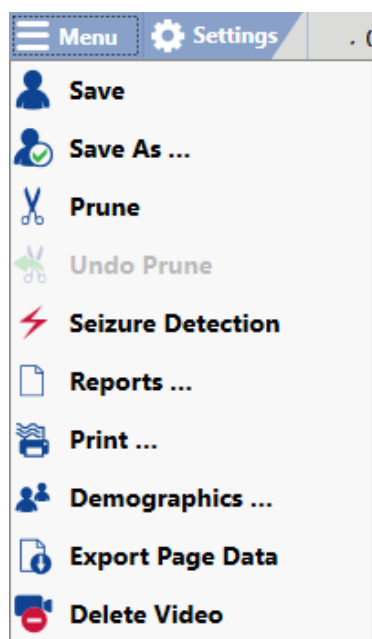 Menu Settings
Save
Save As ...
Prune
Undo Prune
Seizure Detection
Reports ...
Print ...
Demographics ...
Export Page Data
Delete Video